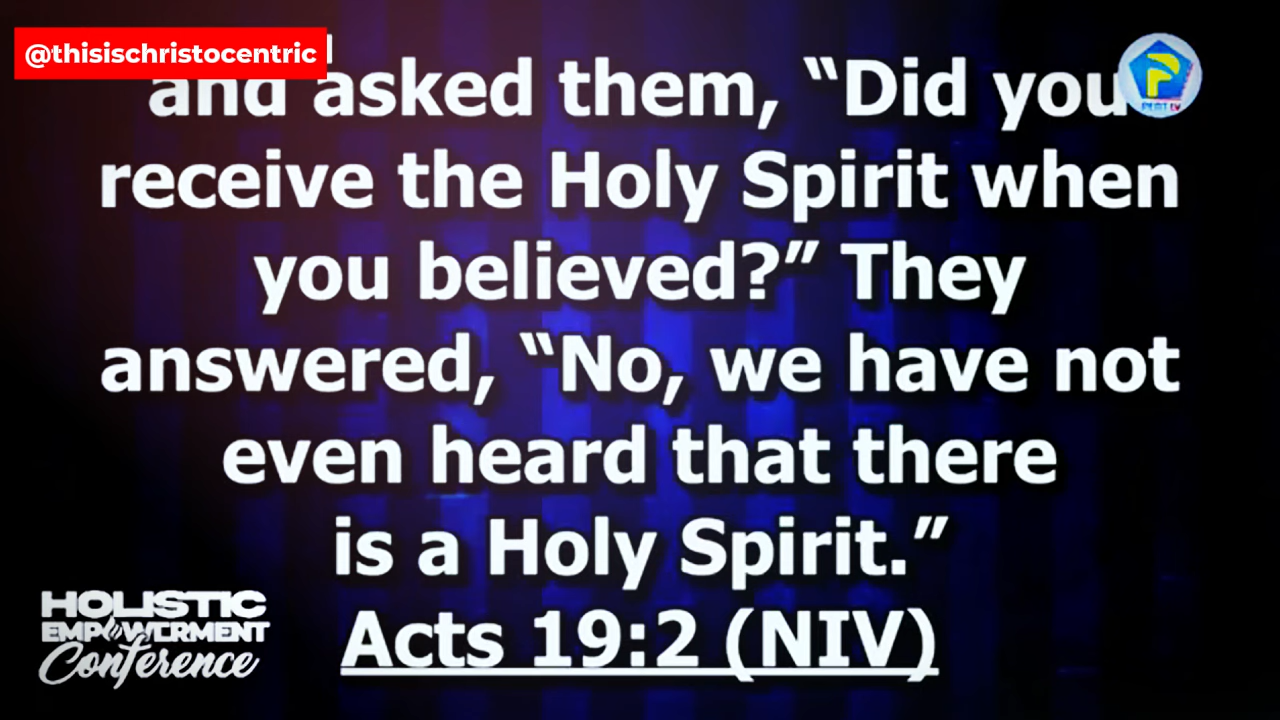 @thisischristocentric
and asked them, “Did you
receive the Holy Spirit when
you believed?” They
answered, “No, we have not
even heard that there
is a Holy Spirit.”
Acts 19:2 (NIV)
HOLISTIC
EMPOWERMENT
Conference